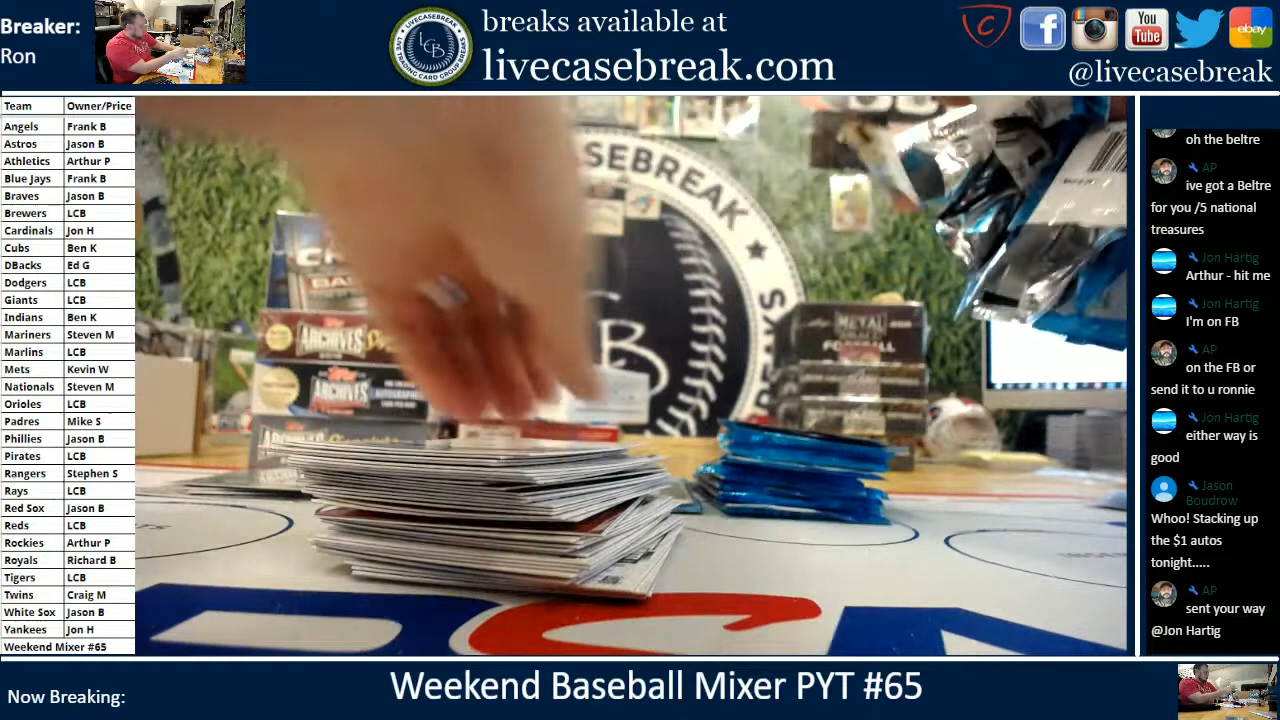 Breaker:
Ron
LCB
LIVECASEBREAK
breaks available at
livecasebreak.com
You
Tube
ebay
@livecasebreak
Team Owner/Price
Angels Frank B
Astros Jason B
Athletics Arthur P
Blue Jays Frank B
Braves Jason B
Brewers LCB
Cardinals Jon H
Cubs Ben K
DBacks Ed G
Dodgers LCB
Giants LCB
Indians Ben K
Mariners Steven M
Marlins LCB
Mets Kevin W
Nationals Steven M
Orioles LCB
Padres Mike S
Phillies Jason B
Pirates LCB
Rangers Stephen S
Rays LCB
Red Sox Jason B
Reds LCB
Rockies Arthur P
Royals Richard B
Tigers LCB
Twins Craig M
White Sox Jason B
Yankees Jon H
Weekend Mixer #65
SEBREAK
ARCHIVES
ARCHIVES
METAL
oh the beltre
AP
ive got a Beltre
for you /5 national
treasures
Jon Hartig
Arthur - hit me
Jon Hartig
I'm on FB
AP
on the FB or
send it to u ronnie
Jon Hartig
either way is
good
Jason
Boudrow
Whoo! Stacking up
the $1 autos
tonight.....
AP
sent your way
@Jon Hartig
Now Breaking:
Weekend Baseball Mixer PYT #65